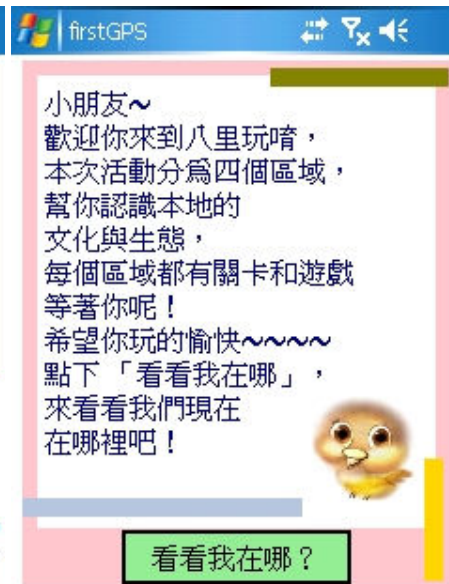 firstGPS
小朋友~
歡迎你來到八里玩唷，
本次活動分為四個區域，
幫你認識本地的
文化與生態，
每個區域都有關卡和遊戲
等著你呢！
希望你玩的愉快~~~~
點下「看看我在哪」，
來看看我們現在
在哪裡吧！
看看我在哪？